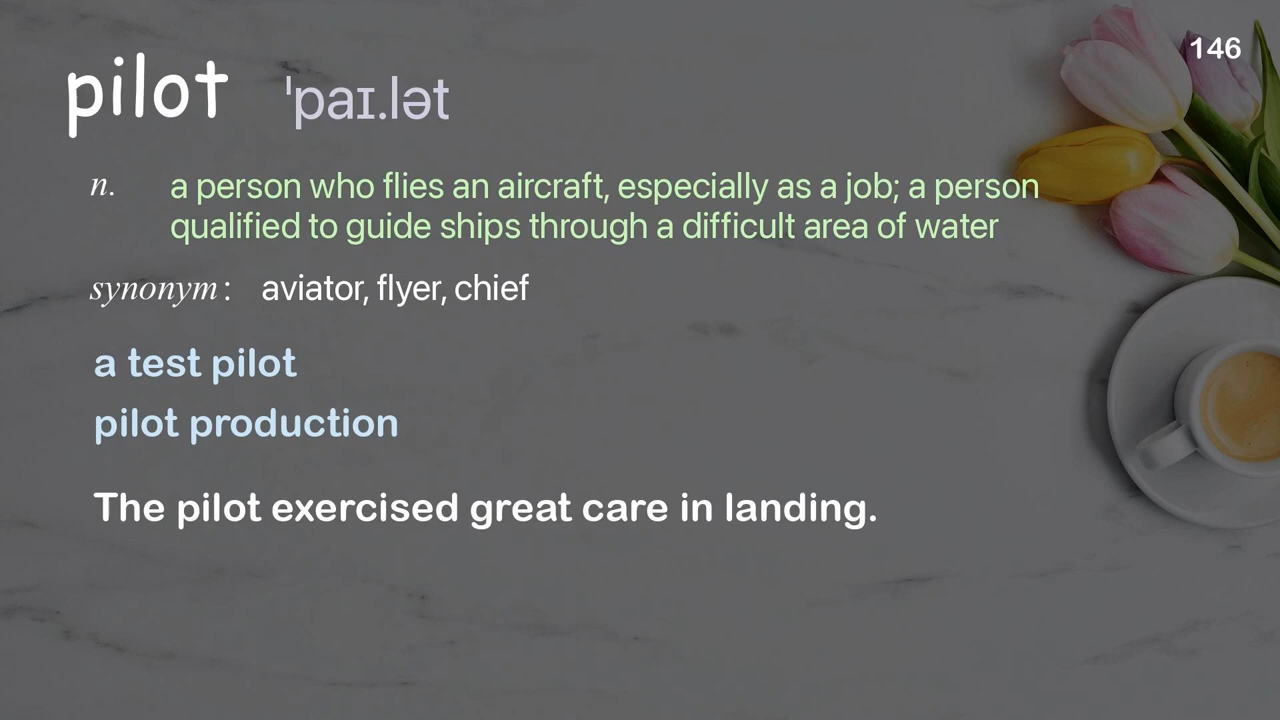 146
pilot ˈpaɪ.lət
n. a person who flies an aircraft, especially as a job; a person
qualified to guide ships through a difficult area of water
synonym: aviator, flyer, chief
a test pilot
pilot production
The pilot exercised great care in landing.